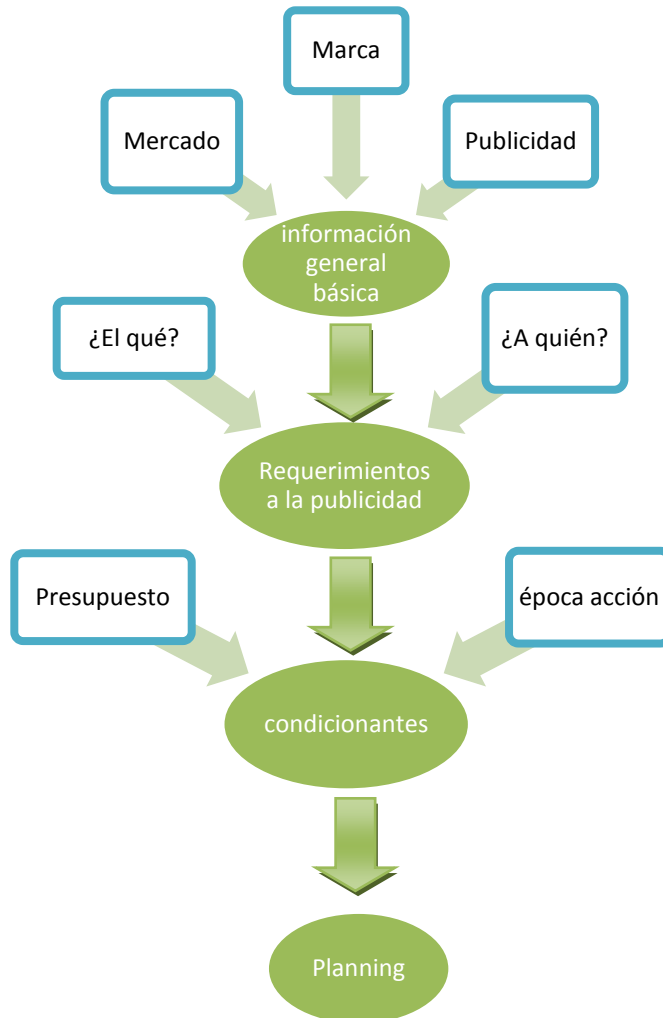 Marca
Mercado
Publicidad
información
general
básica
¿El qué?
¿A quién?
Requerimientos
a la publicidad
Presupuesto
época acción
condicionantes
Planning